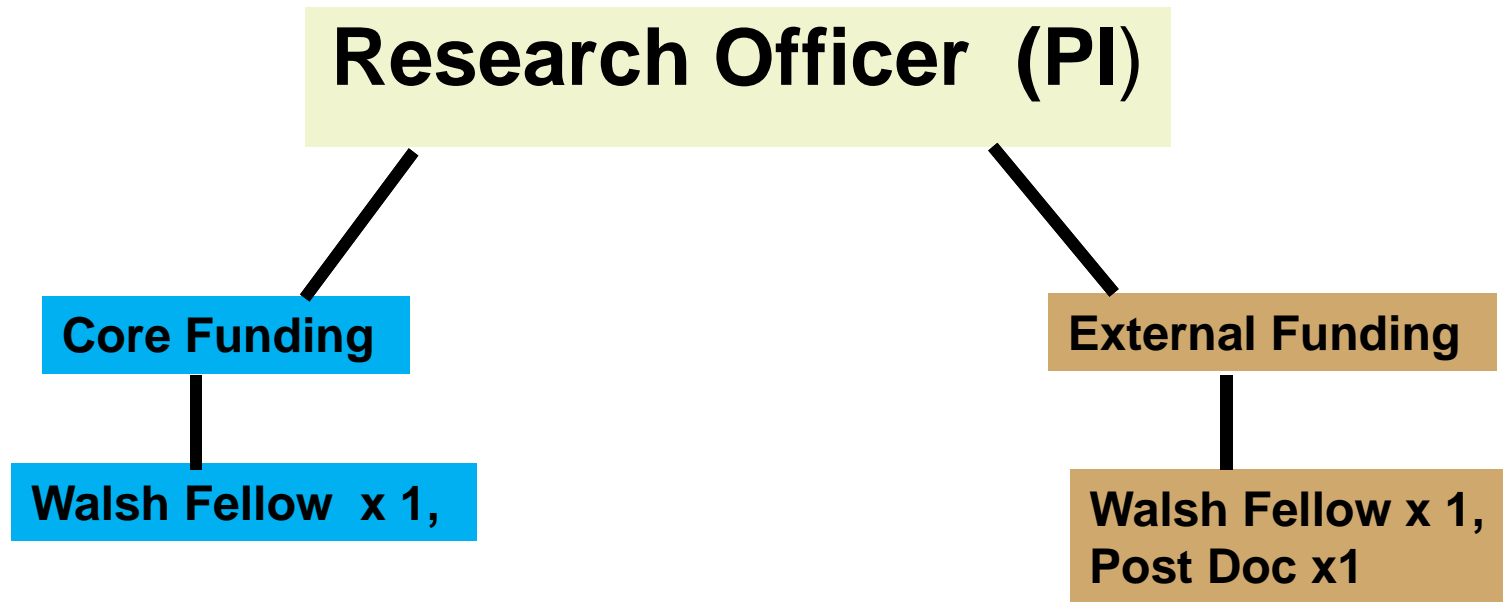 Research Officer (PI)
Core Funding
External Funding
Walsh Fellow x 1,
Walsh Fellow x 1,
Post Doc x1